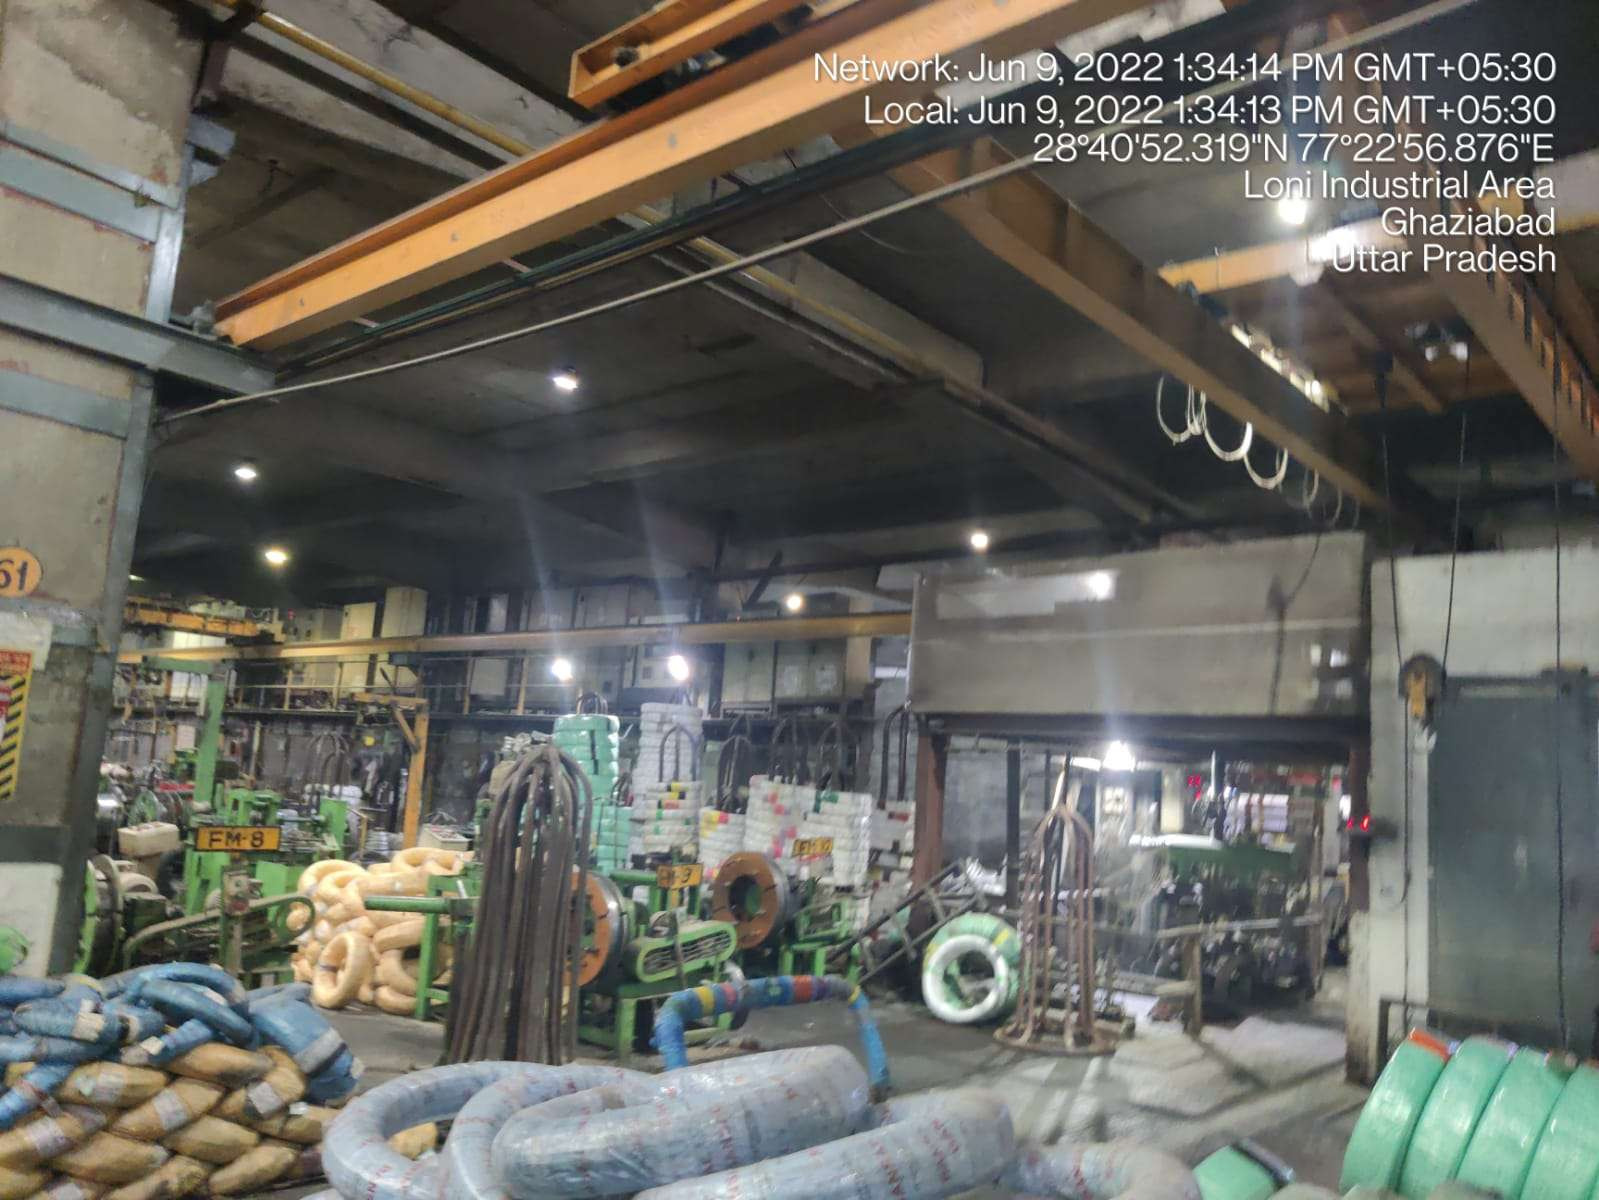 Network: Jun 9, 2022 1:34:14 PM GMT+05:30
Local: Jun 9, 2022 1:34:13 PM GMT+05:30
28°40'52.319"N 77°22'56.876"E
Loni Industrial Area
Ghaziabad
Uttar Pradesh
61
FM-8